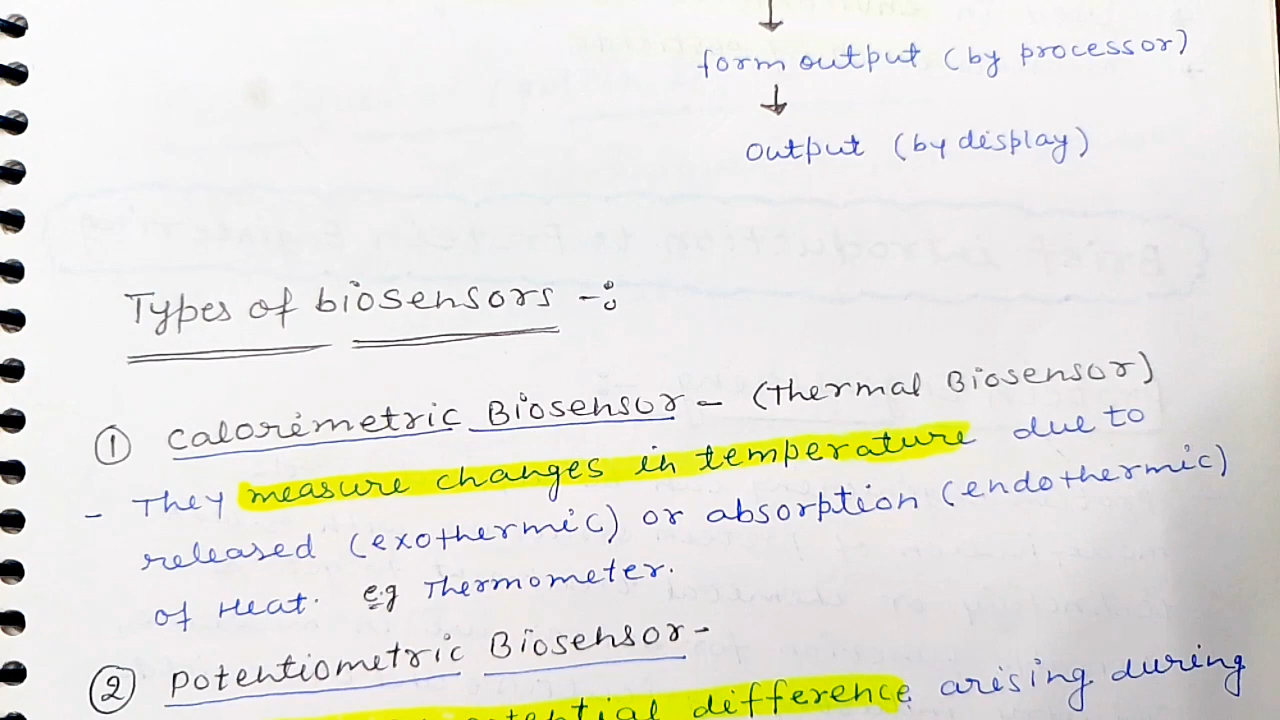 ↓
form output (by processor)
↓
output (by display)
Types of biosensors -:
① Calorimetric Biosensor - (Thermal Biosensor)
- They measure changes in temperature due to
released (exothermic) or absorption (endothermic)
of Heat. e.g Thermometer.
② Potentiometric Biosensor -
potential difference arising during